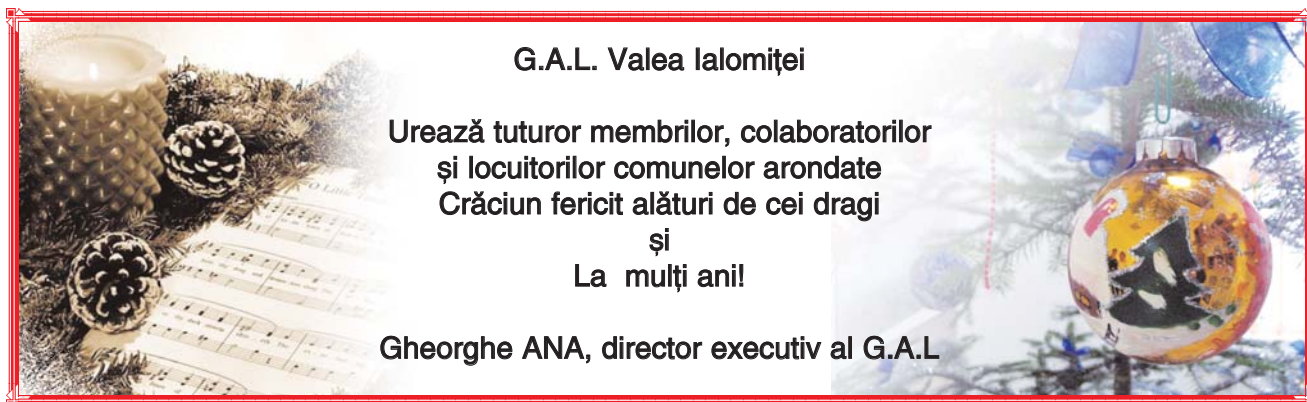 G.A.L. Valea Ialomiței
Urează tuturor membrilor, colaboratorilor
și locuitorilor comunelor arondate
Crăciun fericit alături de cei dragi
și
La  mulți ani!
Gheorghe ANA, director executiv al G.A.L